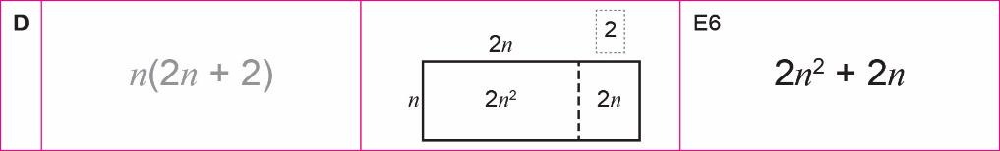 D
n(2n + 2)
2n
2
n
2n²
2n
E6
2n² + 2n